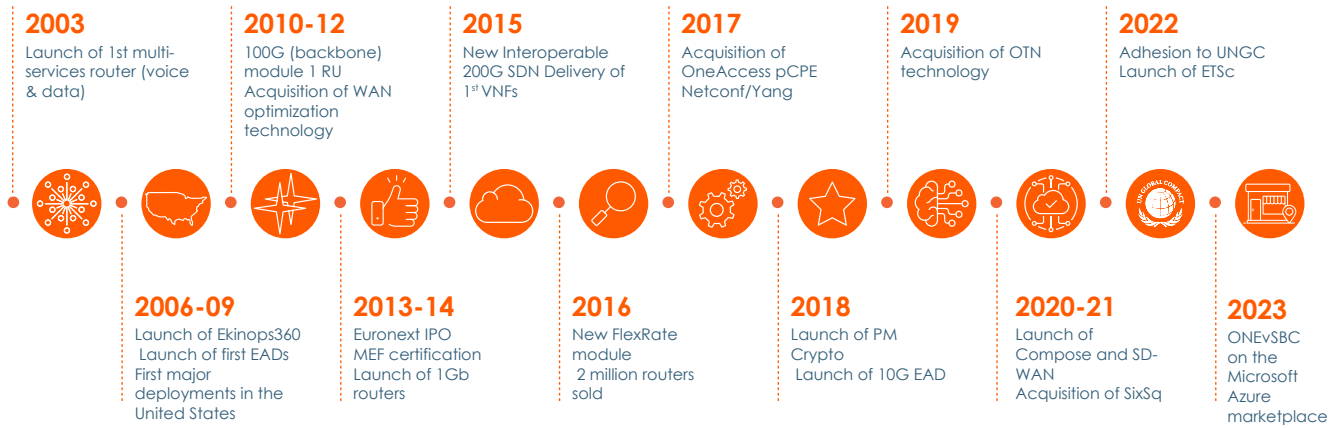 2003
Launch of 1st multi-
services router (voice
& data)
2006-09
Launch of Ekinops360
Launch of first EADs
First major
deployments in the
United States
2010-12
100G (backbone)
module 1 RU
Acquisition of WAN
optimization
technology
2013-14
Euronext IPO
MEF certification
Launch of 1Gb
routers
2015
New Interoperable
200G SDN Delivery of
1st VNFs
2016
New FlexRate
module
2 million routers
sold
2017
Acquisition of
OneAccess pCPE
Netconf/Yang
2018
Launch of PM
Crypto
Launch of 10G EAD
2019
Acquisition of OTN
technology
2020-21
Launch of
Compose and SD-
WAN
Acquisition of SixSq
2022
Adhesion to UNGC
Launch of ETSc
UN GLOBAL COMPACT
2023
ONEvSBC
on the
Microsoft
Azure
marketplace